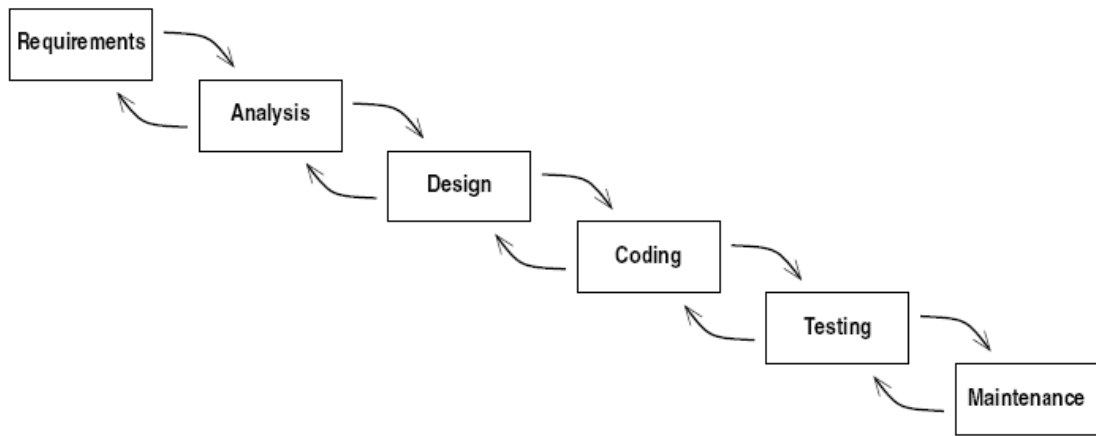 Requirements
Analysis
Design
Coding
Testing
Maintenance